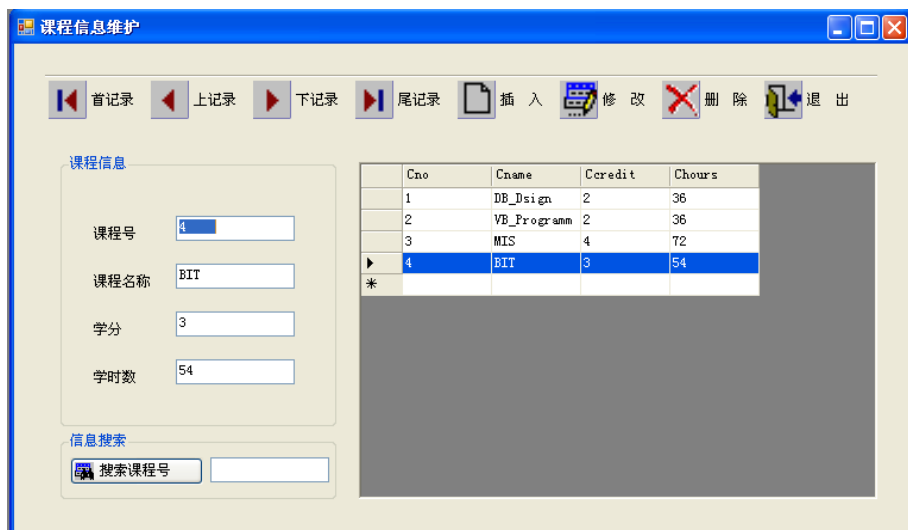 课程信息维护
首记录 上记录 下记录 尾记录 插 入 修 改 删 除 退 出
课程信息
课程号 4
课程名称 BIT
学分 3
学时数 54
信息搜索
搜索课程号
Cno Cname Ccredit Chours
1 DB_Dsign 2 36
2 VB_Programm 2 36
3 MIS 4 72
4 BIT 3 54